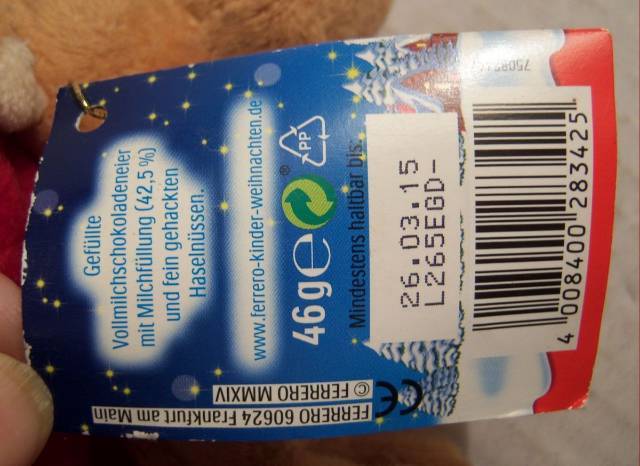 Gefüllte
Vollmilchschokoladeneier
mit Milchfüllung (42,5 %)
und fein gehackten
Haselnüssen.
www.ferrero-kinder-weihnachten.de
46g e
®
PP
Mindestens haltbar bis:
26.03.15
L265EGD-
4 008400 283425
CE
© FERRERO MMXIV
FERRERO 60624 Frankfurt am Main